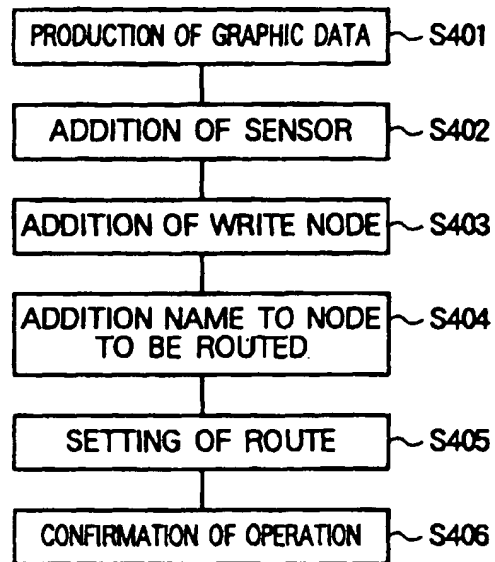 PRODUCTION OF GRAPHIC DATA S401
ADDITION OF SENSOR S402
ADDITION OF WRITE NODE S403
ADDITION NAME TO NODE S404
TO BE ROUTED
SETTING OF ROUTE S405
CONFIRMATION OF OPERATION S406